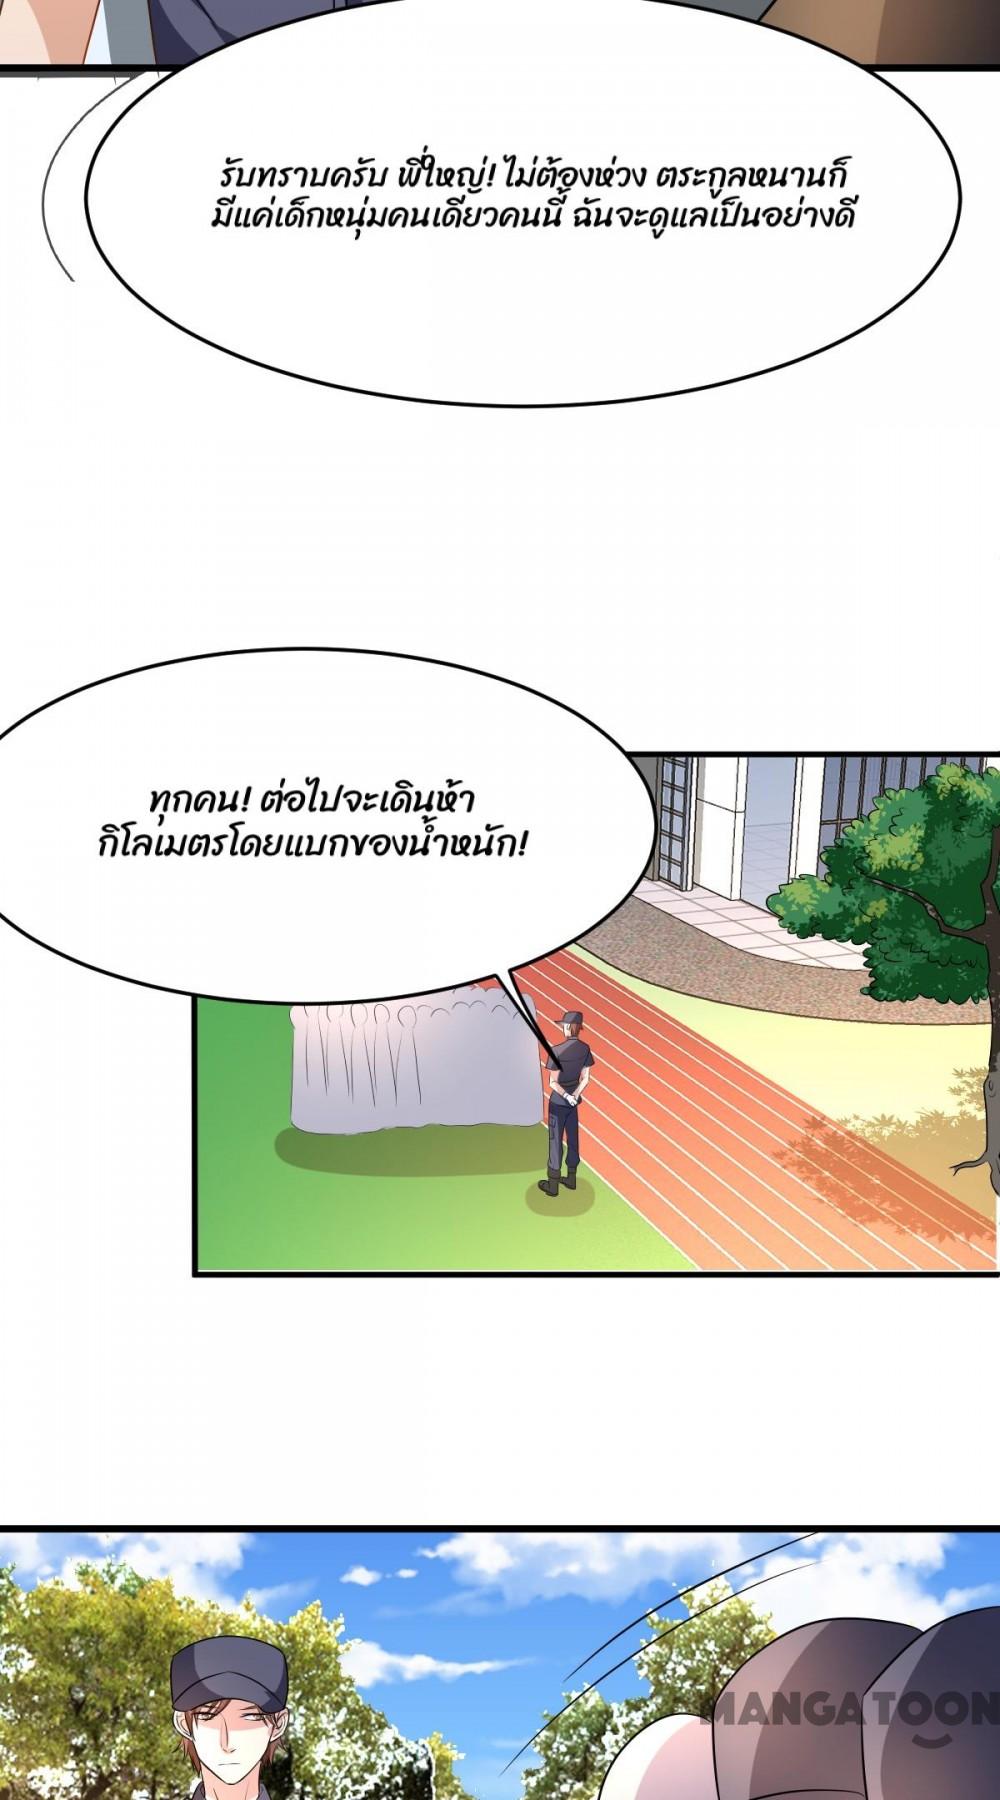 รับทราบครับ พี่ใหญ่! ไม่ต้องห่วง ตระกูลหนานก็
มีแค่เด็กหนุ่มคนเดียวคนนี้ ฉันจะดูแลเป็นอย่างดี
ทุกคน! ต่อไปจะเดินห้า
กิโลเมตรโดยแบกของน้ำหนัก!
MANGATOON